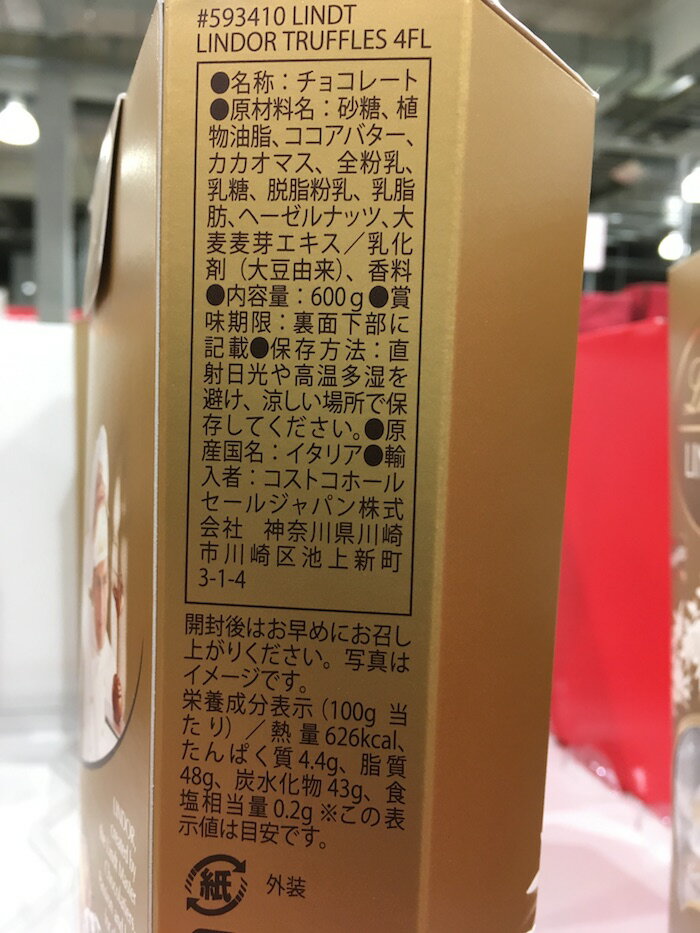 #593410 LINDT
LINDOR TRUFFLES 4FL
●名称：チョコレート
●原材料名：砂糖、植
物油脂、ココアバター、
カカオマス、全粉乳、
乳糖、脱脂粉乳、乳脂
肪、ヘーゼルナッツ、大
麦麦芽エキス／乳化
剤（大豆由来）、香料
●内容量：600g●賞
味期限：裏面下部に
記載●保存方法：直
射日光や高温多湿を
避け、涼しい場所で保
存してください。●原
産国名：イタリア●輸
入者：コストコホール
セールジャパン株式
会社 神奈川県川崎
市川崎区池上新町
3-1-4
開封後はお早めにお召し
上がりください。写真は
イメージです。
栄養成分表示（100g 当
たり）／熱量626kcal、
たんぱく質4.4g、脂質
48g、炭水化物43g、食
塩相当量0.2g ※この表
示値は目安です。
紙 外装
LINDOR,